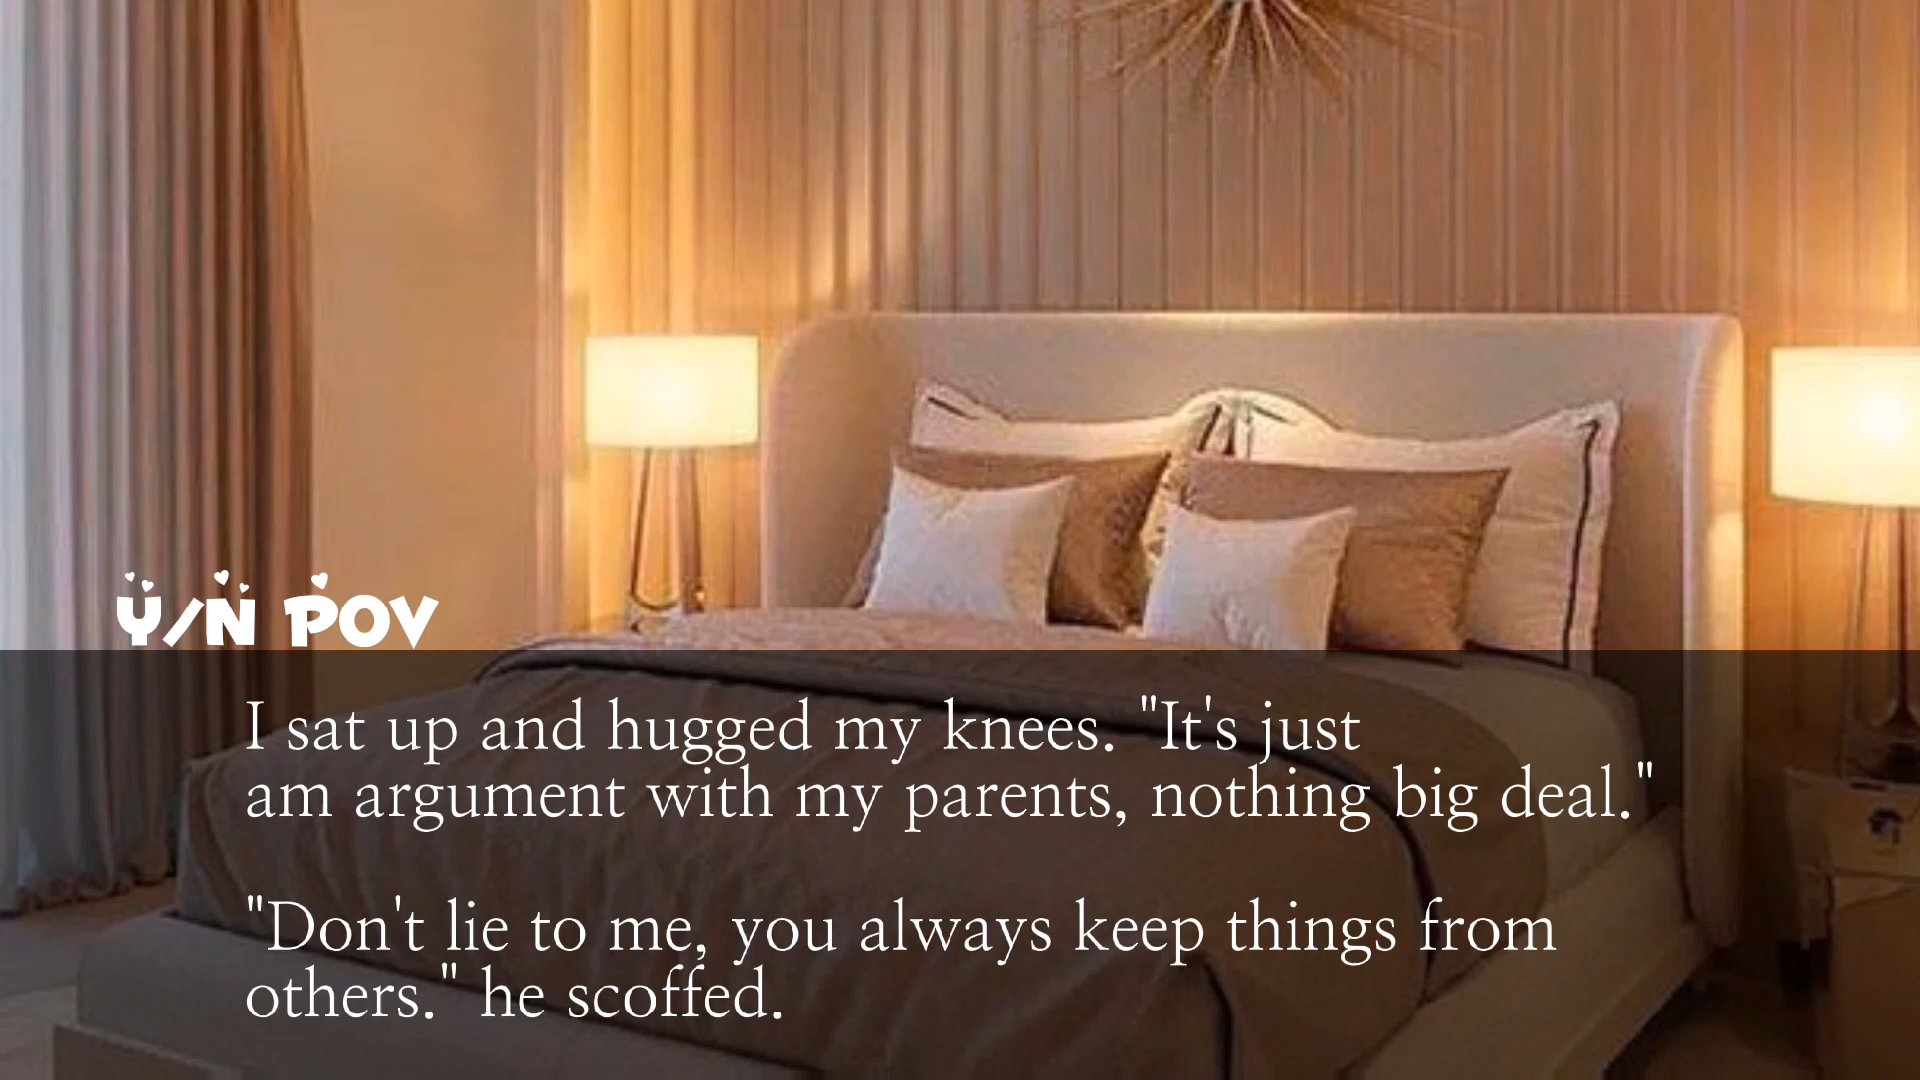 Y/N POV
I sat up and hugged my knees. "It's just
am argument with my parents, nothing big deal."
"Don't lie to me, you always keep things from
others." he scoffed.